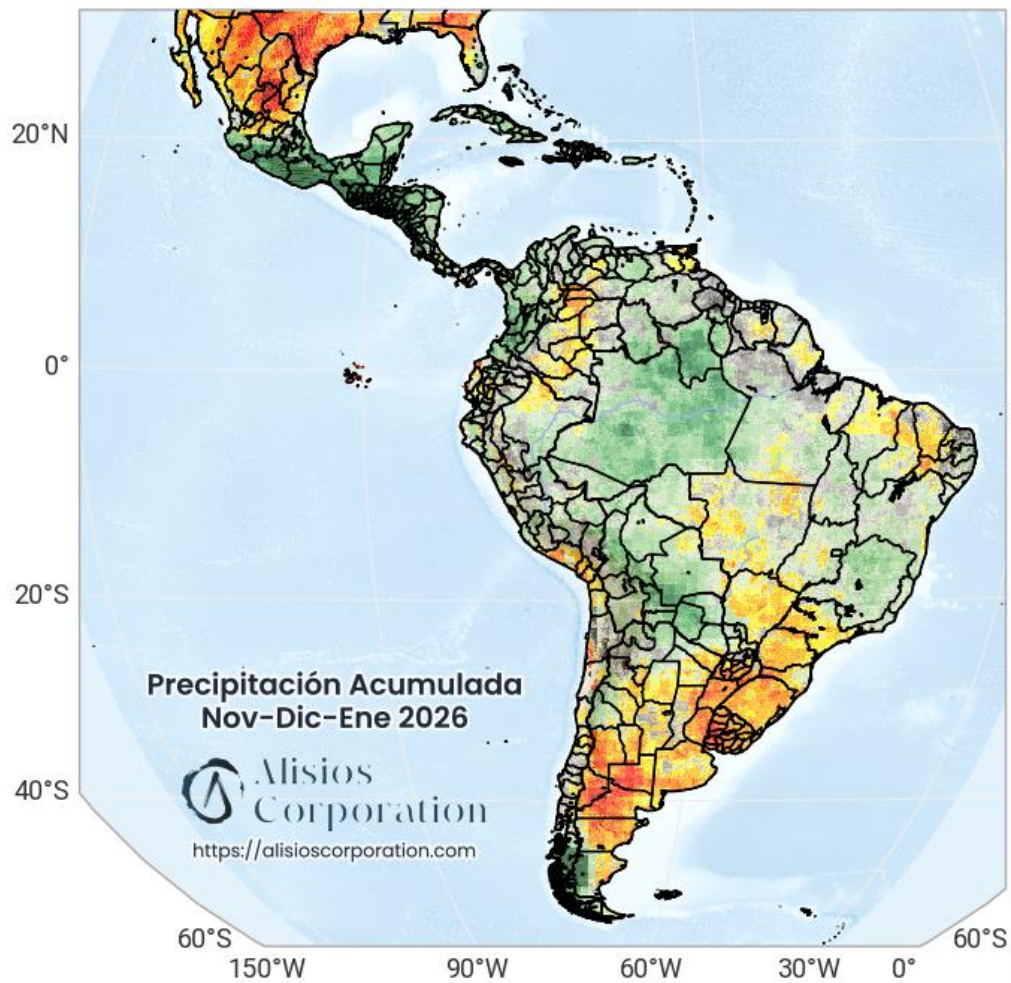 20°N
0°
20°S
40°S
Precipitación Acumulada
Nov-Dic-Ene 2026
Alisios
Corporation
https://alisioscorporation.com
60°S
60°S
150°W
90°W
60°W
30°W
0°